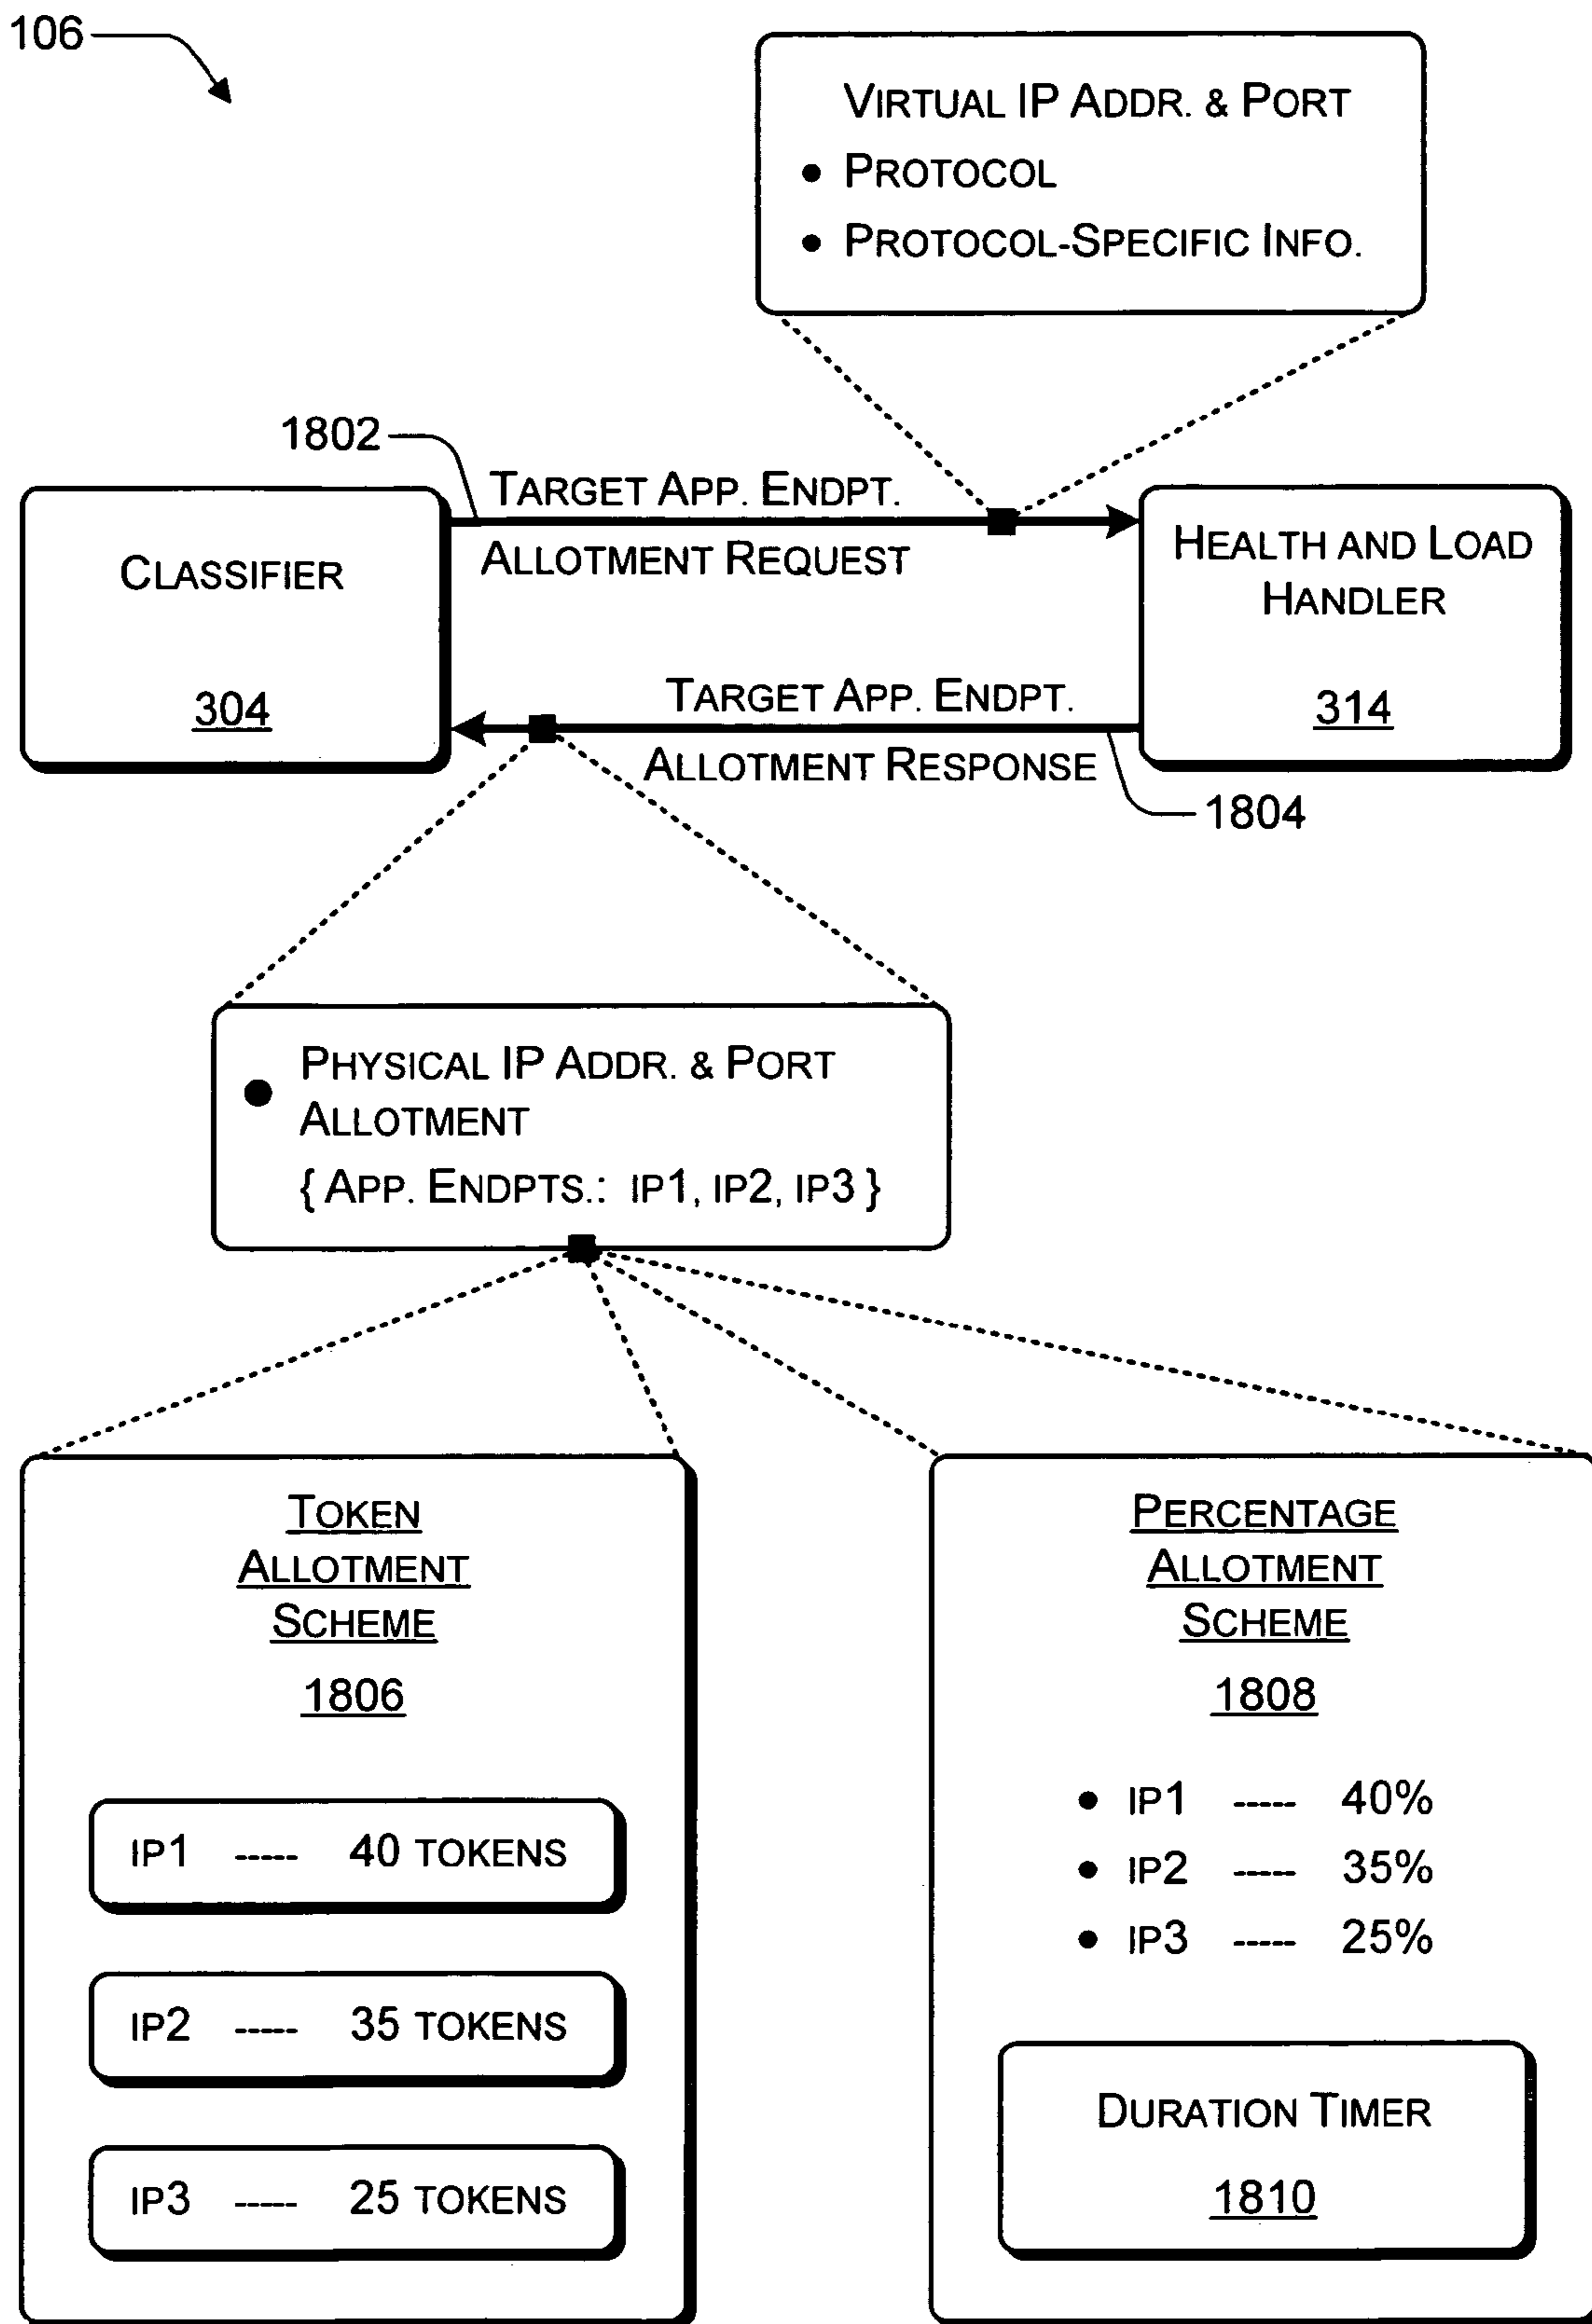 106
VIRTUAL IP ADDR. & PORT
• PROTOCOL
• PROTOCOL-SPECIFIC INFO.
1802
TARGET APP. ENDPT.
ALLOTMENT REQUEST
CLASSIFIER
304
HEALTH AND LOAD
HANDLER
314
TARGET APP. ENDPT.
ALLOTMENT RESPONSE
1804
• PHYSICAL IP ADDR. & PORT
ALLOTMENT
{ APP. ENDPTS.: IP1, IP2, IP3 }
TOKEN
ALLOTMENT
SCHEME
1806
IP1 ----- 40 TOKENS
IP2 ----- 35 TOKENS
IP3 ----- 25 TOKENS
PERCENTAGE
ALLOTMENT
SCHEME
1808
• IP1 ----- 40%
• IP2 ----- 35%
• IP3 ----- 25%
DURATION TIMER
1810